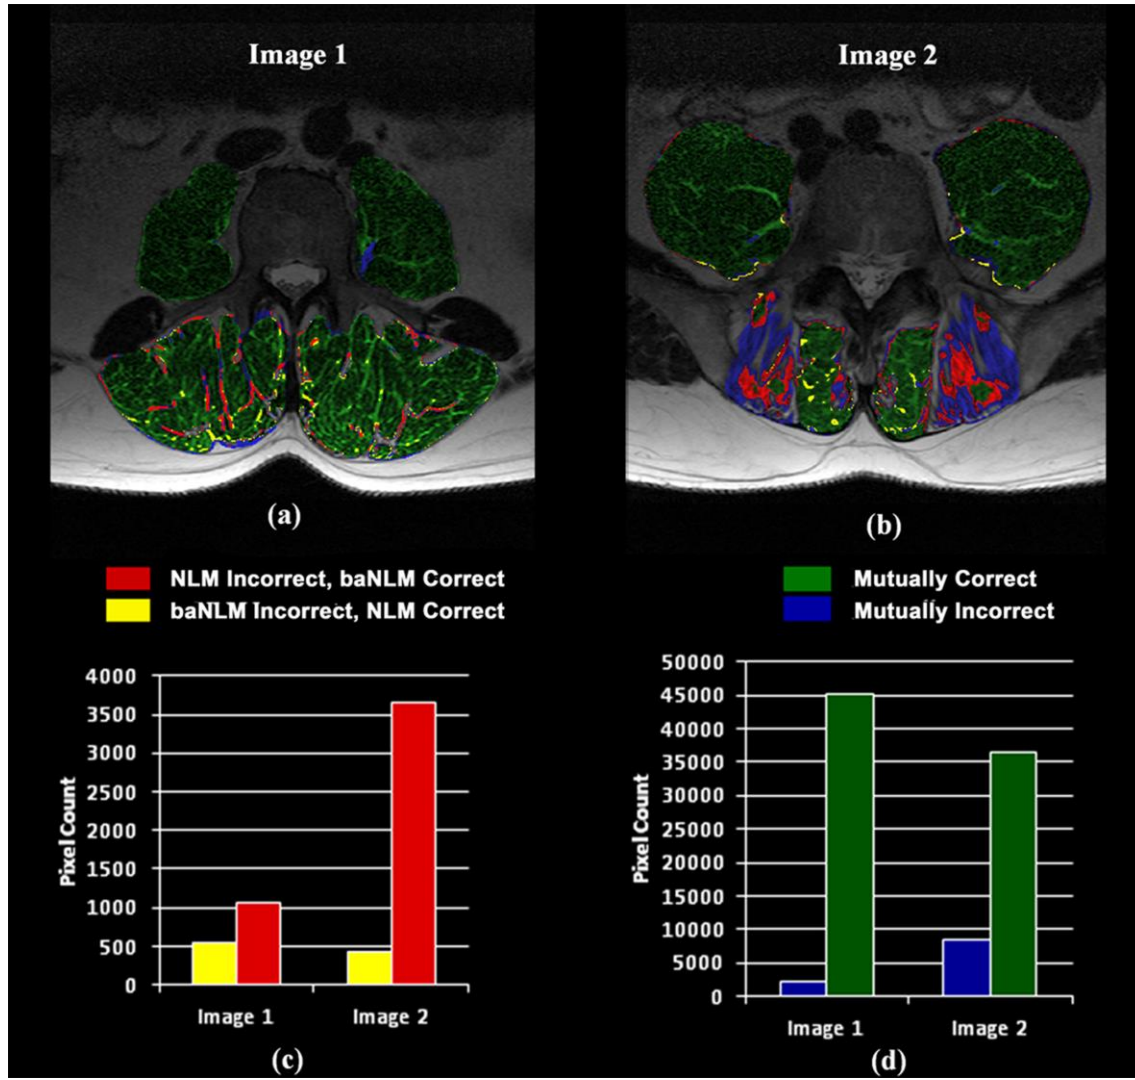 Image 1
Image 2
(a)
(b)
NLM Incorrect, baNLM Correct
baNLM Incorrect, NLM Correct
Mutually Correct
Mutually Incorrect
4000
3500
3000
2500
2000
1500
1000
500
0
Pixel Count
Image 1
Image 2
(c)
50000
45000
40000
35000
30000
25000
20000
15000
10000
5000
0
Pixel Count
Image 1
Image 2
(d)